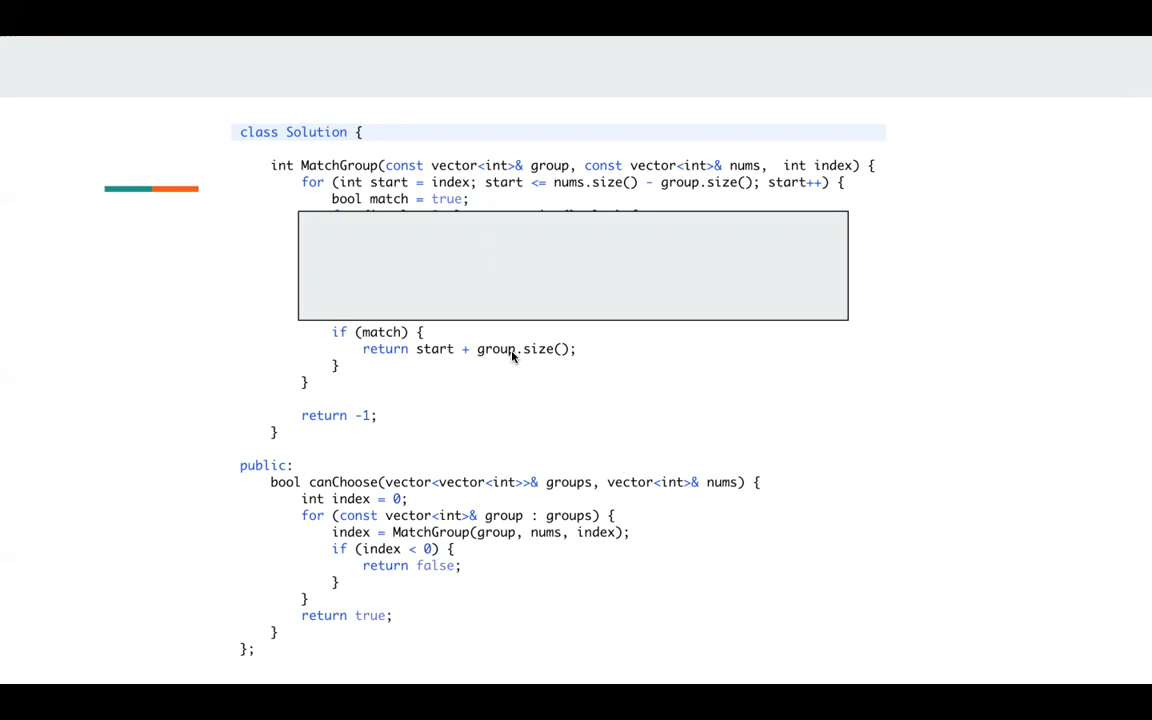 class Solution {
int MatchGroup(const vector<int>& group, const vector<int>& nums,  int index) {
for (int start = index; start <= nums.size() - group.size(); start++) {
bool match = true;
if (match) {
return start + group.size();
}
}
return -1;
}
public:
bool canChoose(vector<vector<int>>& groups, vector<int>& nums) {
int index = 0;
for (const vector<int>& group : groups) {
index = MatchGroup(group, nums, index);
if (index < 0) {
return false;
}
}
return true;
}
};